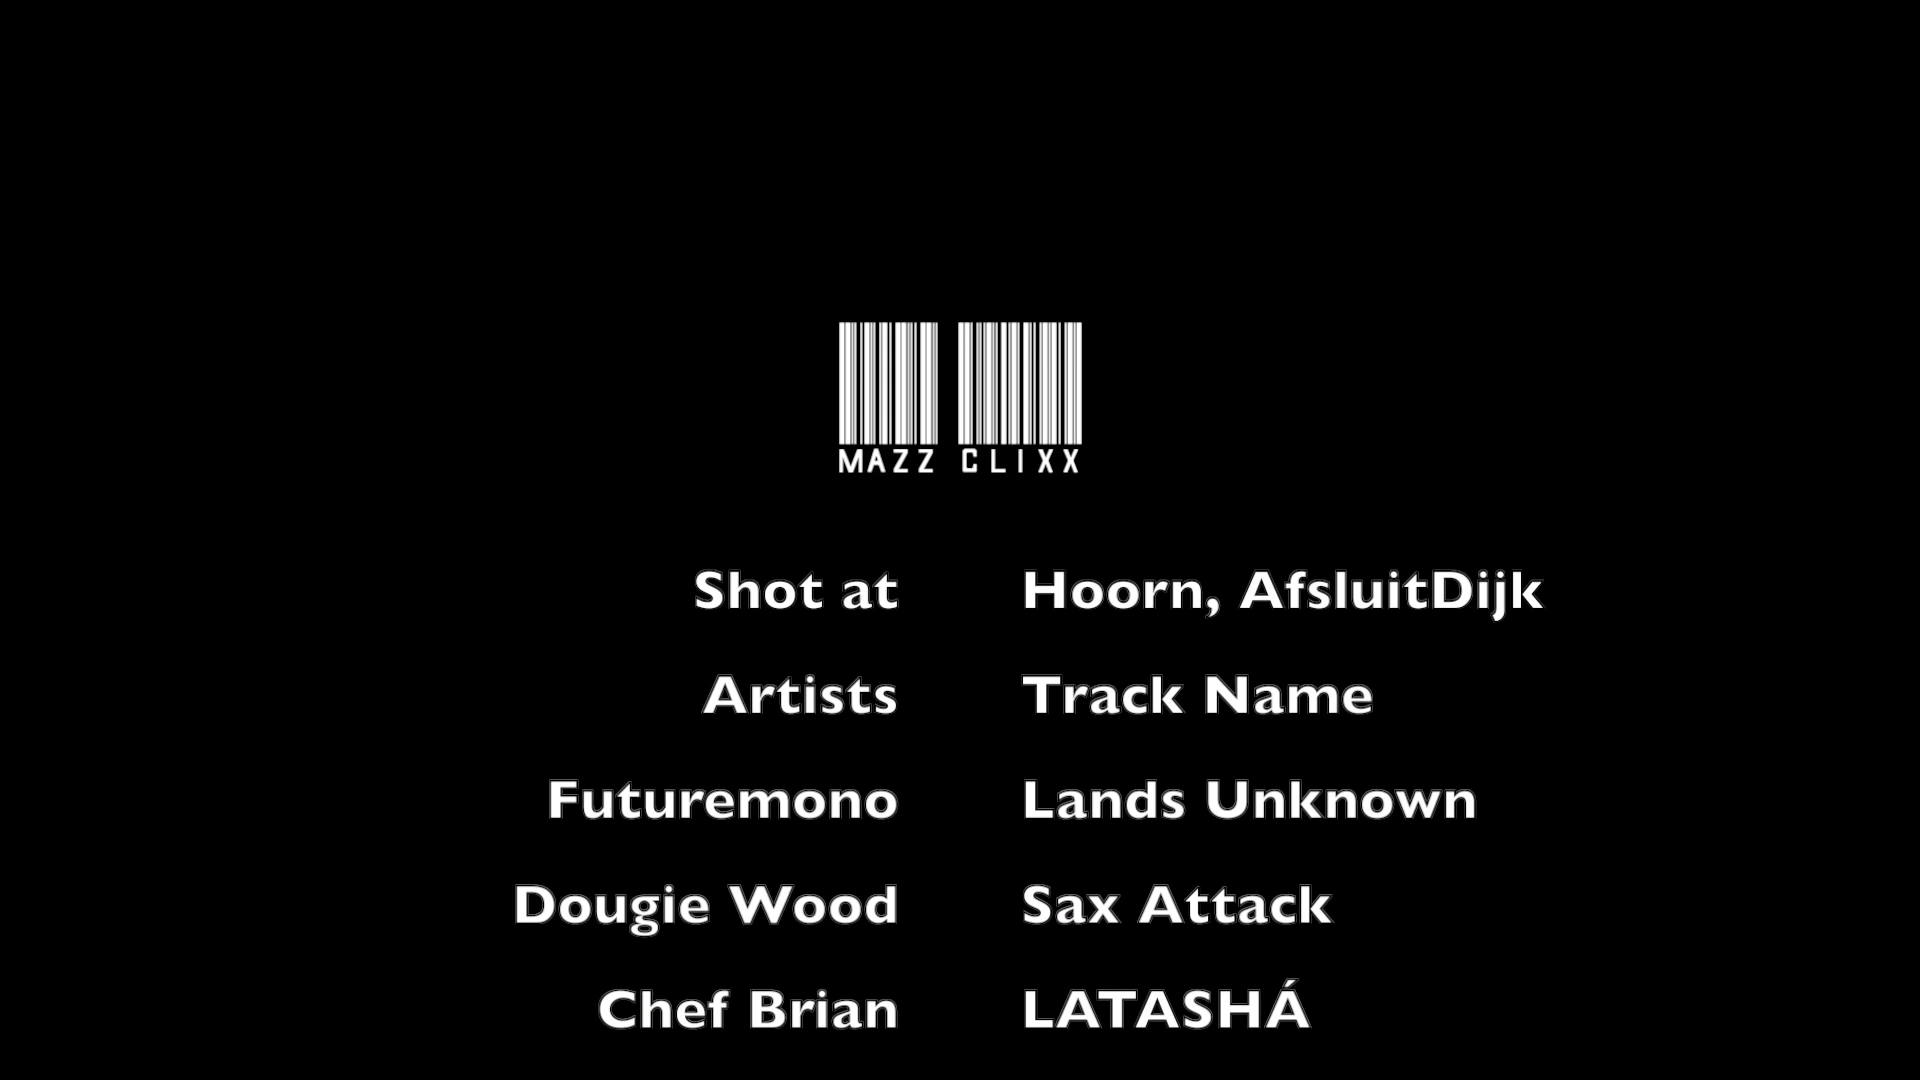 MAZZ CLIXX
Shot at Hoorn, AfsluitDijk
Artists Track Name
Futuremono Lands Unknown
Dougie Wood Sax Attack
Chef Brian LATASHÁ